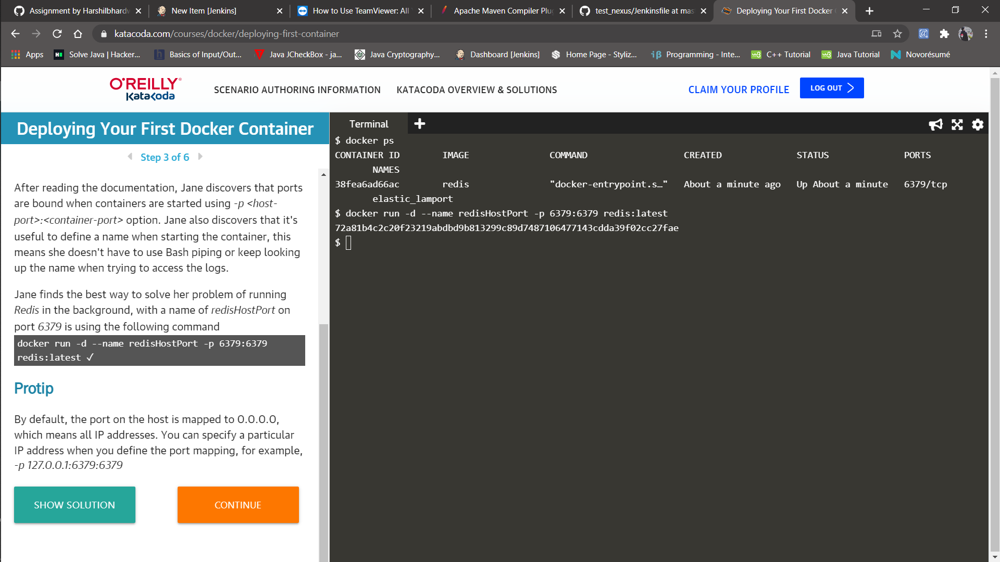 Assignment by Harshilbhardw
New Item [Jenkins]
How to Use TeamViewer: All
Apache Maven Compiler Plu
test_nexus/Jenkinsfile at mas
Deploying Your First Docker
katacoda.com/courses/docker/deploying-first-container
Apps
Solve Java | Hacker...
Basics of Input/Out...
Java JCheckBox - ja...
Java Cryptography...
Dashboard [Jenkins]
Home Page - Styliz...
Programming - Inte...
C++ Tutorial
Java Tutorial
Novorésumé
O'REILLY®
Katacoda
SCENARIO AUTHORING INFORMATION
KATACODA OVERVIEW & SOLUTIONS
CLAIM YOUR PROFILE
LOG OUT
Deploying Your First Docker Container
Step 3 of 6
After reading the documentation, Jane discovers that ports
are bound when containers are started using -p <host-
port>:<container-port> option. Jane also discovers that it's
useful to define a name when starting the container, this
means she doesn't have to use Bash piping or keep looking
up the name when trying to access the logs.
Jane finds the best way to solve her problem of running
Redis in the background, with a name of redisHostPort on
port 6379 is using the following command
docker run -d --name redisHostPort -p 6379:6379
redis:latest ✓
Protip
By default, the port on the host is mapped to 0.0.0.0,
which means all IP addresses. You can specify a particular
IP address when you define the port mapping, for example,
-p 127.0.0.1:6379:6379
SHOW SOLUTION
CONTINUE
Terminal
$ docker ps
CONTAINER ID IMAGE COMMAND CREATED STATUS PORTS
NAMES
38fea6ad66ac redis "docker-entrypoint.s…" About a minute ago Up About a minute 6379/tcp
elastic_lamport
$ docker run -d --name redisHostPort -p 6379:6379 redis:latest
72a81b4c2c20f23219abdbd9b813299c89d7487106477143cdda39f02cc27fae
$